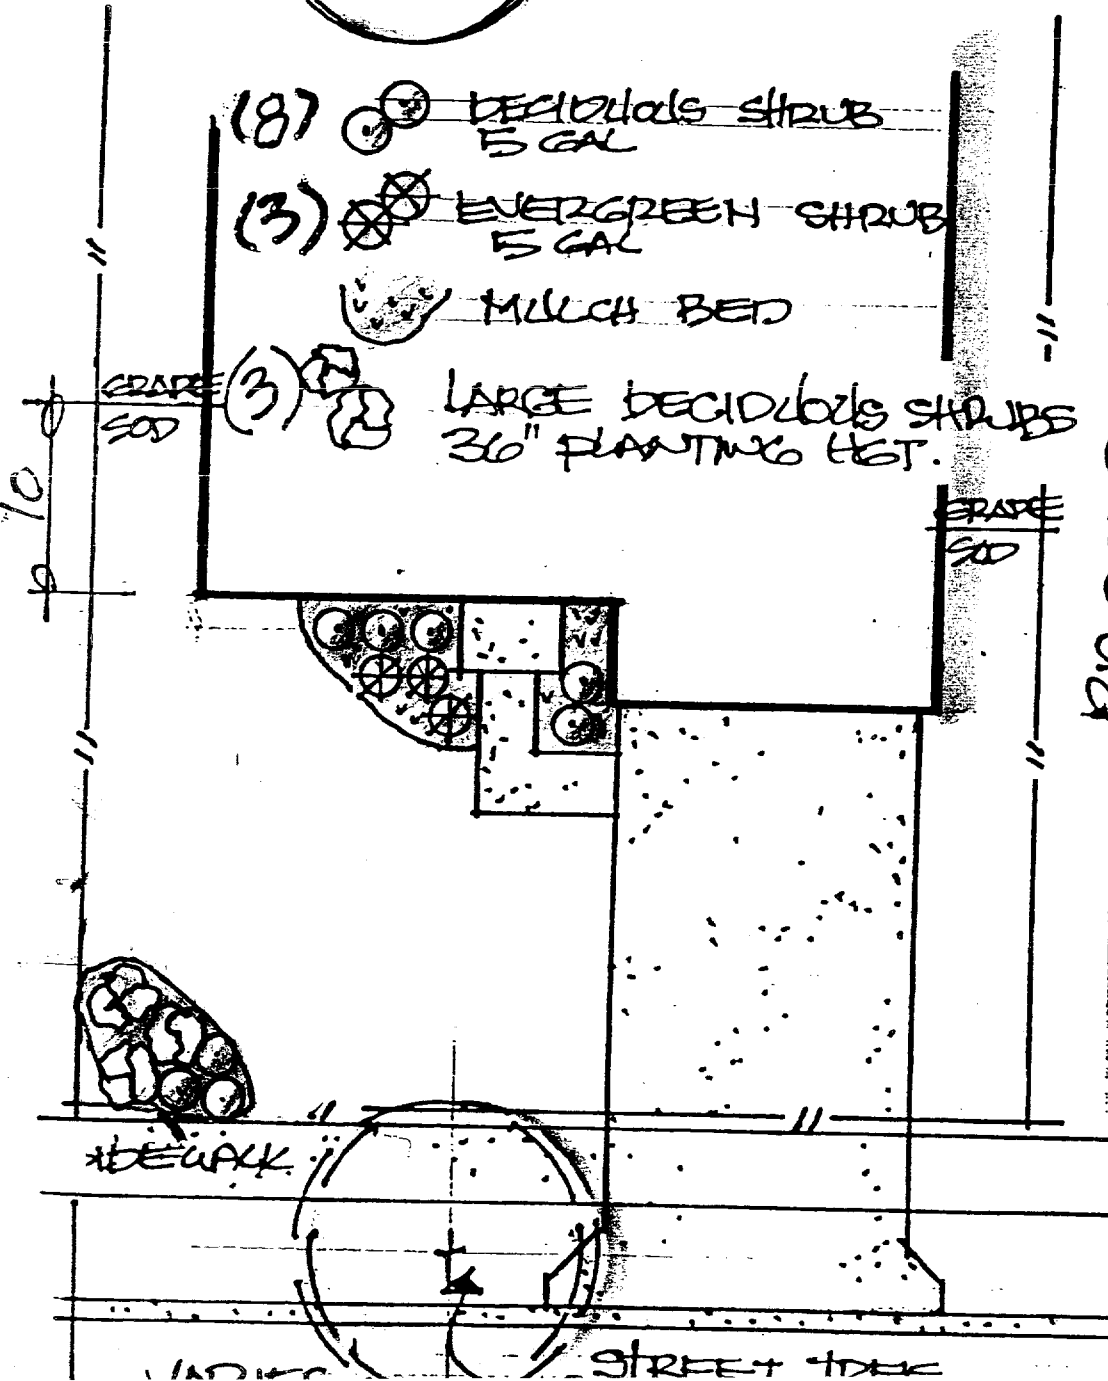 (8) DECIDUOUS SHRUB
5 GAL
(3) EVERGREEN SHRUB
5 GAL
MULCH BED
GRADE
SOD
(3) LARGE DECIDUOUS SHRUBS
36" PLANTING HGT.
10
GRADE
SOD
SIDEWALK
VARIES
STREET TREE